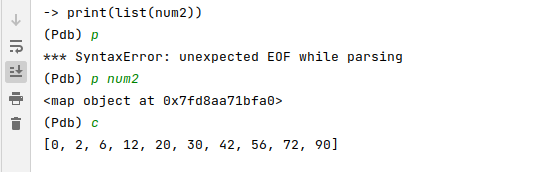 -> print(list(num2))
(Pdb) p
*** SyntaxError: unexpected EOF while parsing
(Pdb) p num2
<map object at 0x7fd8aa71bfa0>
(Pdb) c
[0, 2, 6, 12, 20, 30, 42, 56, 72, 90]